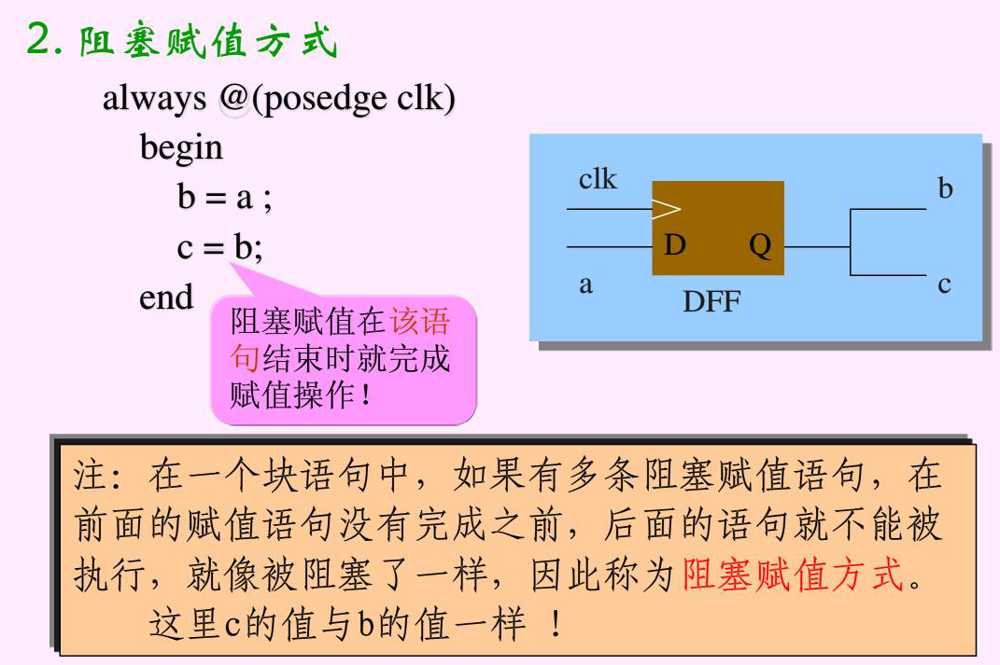 2. 阻塞赋值方式
always @(posedge clk)
begin
b = a ;
c = b;
end
阻塞赋值在该语
句结束时就完成
赋值操作！
clk
b
D
Q
a
c
DFF
注：在一个块语句中，如果有多条阻塞赋值语句，在
前面的赋值语句没有完成之前，后面的语句就不能被
执行，就像被阻塞了一样，因此称为阻塞赋值方式。
这里c的值与b的值一样 ！